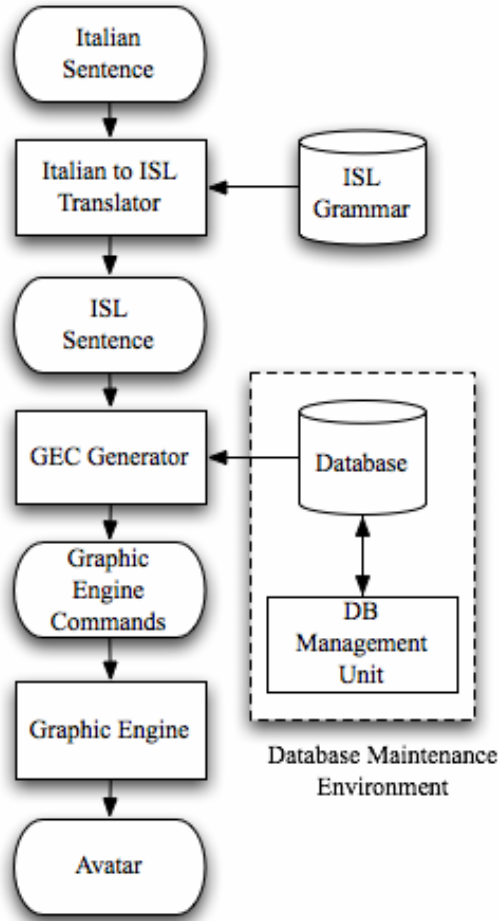 Italian
Sentence
Italian to ISL
Translator
ISL
Grammar
ISL
Sentence
GEC Generator
Database
Graphic
Engine
Commands
DB
Management
Unit
Graphic Engine
Database Maintenance
Environment
Avatar